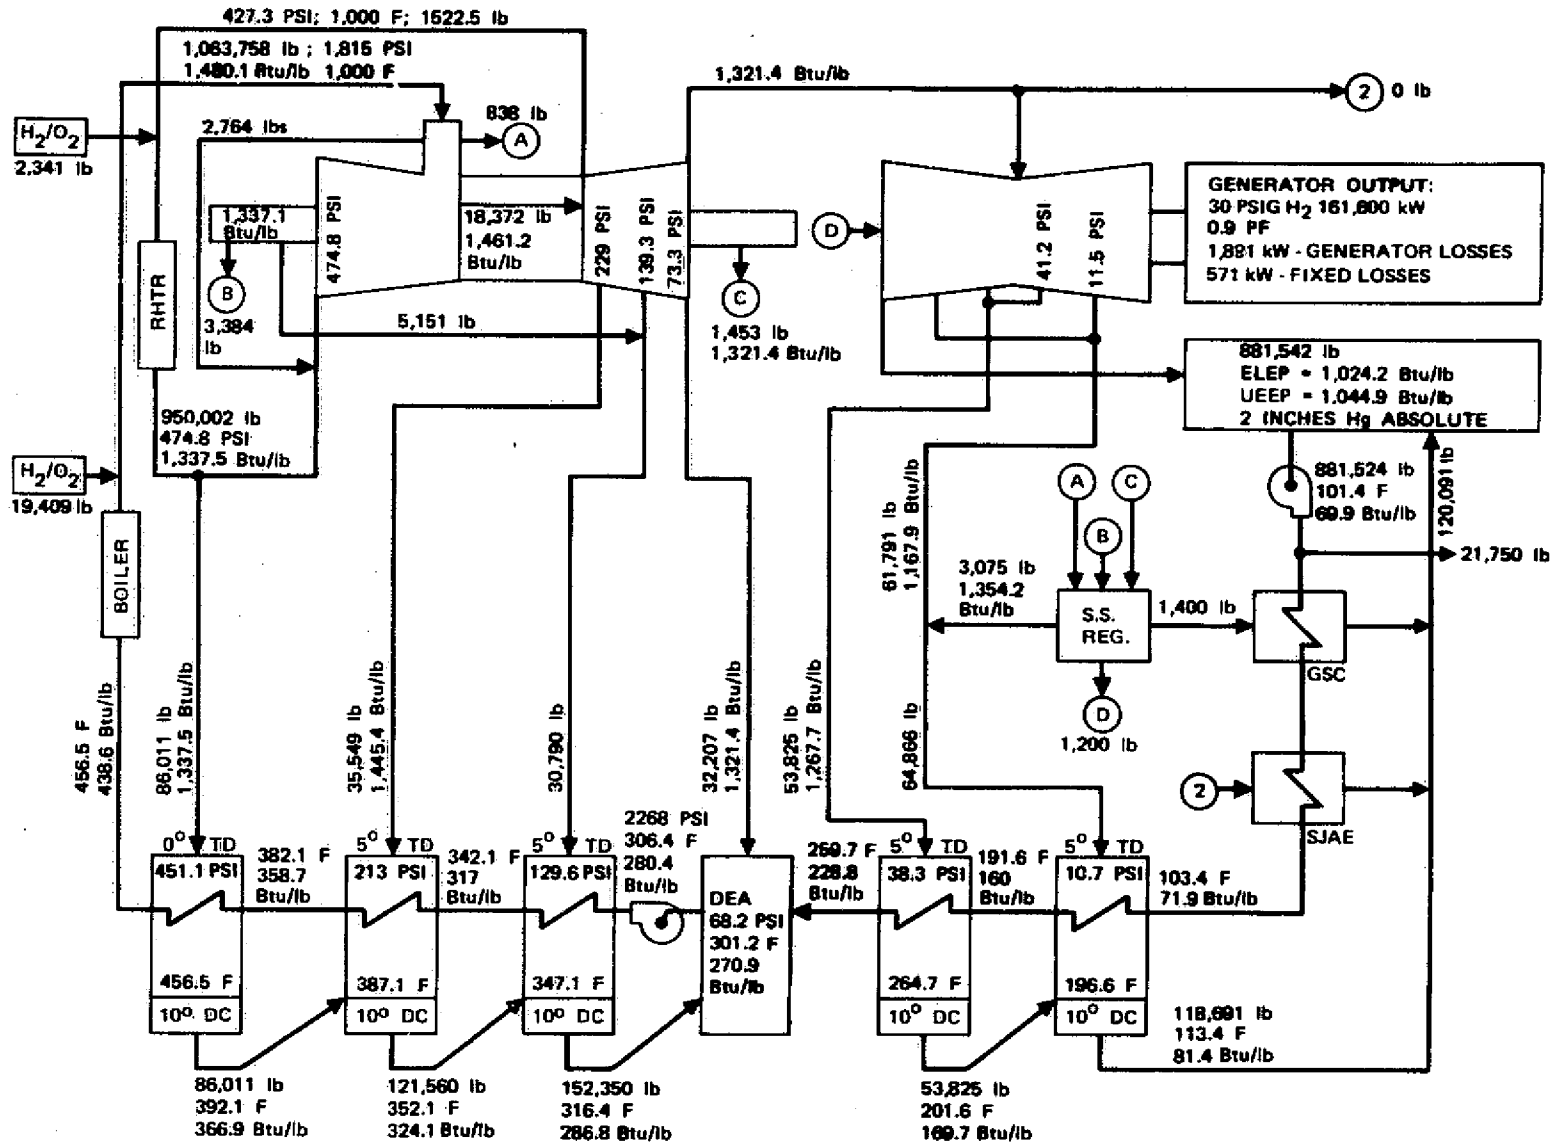 427.3 PSI; 1,000 F; 1522.5 lb
1,063,758 lb ; 1,815 PSI
1,480.1 Btu/lb 1,000 F
1,321.4 Btu/lb
2 0 lb
H2/O2
2,341 lb
2,764 lbs
838 lb
A
1,337.1
Btu/lb
474.8 PSI
18,372 lb
1,461.2
Btu/lb
229 PSI
139.3 PSI
73.3 PSI
D
41.2 PSI
11.5 PSI
GENERATOR OUTPUT:
30 PSIG H2 161,600 kW
0.9 PF
1,891 kW - GENERATOR LOSSES
571 kW - FIXED LOSSES
RHTR
B
3,384
lb
5,151 lb
C
1,453 lb
1,321.4 Btu/lb
881,542 lb
ELEP = 1,024.2 Btu/lb
UEEP = 1,044.9 Btu/lb
2 INCHES Hg ABSOLUTE
950,002 lb
474.8 PSI
1,337.5 Btu/lb
H2/O2
19,409 lb
881,524 lb
101.4 F
69.9 Btu/lb
120,091 lb
21,750 lb
A
C
B
BOILER
61,791 lb
1,167.9 Btu/lb
3,075 lb
1,354.2
Btu/lb
S.S.
REG.
1,400 lb
GSC
D
1,200 lb
456.5 F
438.6 Btu/lb
86,011 lb
1,337.5 Btu/lb
35,549 lb
1,445.4 Btu/lb
30,790 lb
32,207 lb
1,321.4 Btu/lb
53,825 lb
1,267.7 Btu/lb
64,866 lb
2
SJAE
0° TD
451.1 PSI
456.5 F
10° DC
382.1 F
358.7
Btu/lb
5° TD
213 PSI
387.1 F
10° DC
342.1 F
317
Btu/lb
5° TD
129.6 PSI
347.1 F
10° DC
2268 PSI
306.4 F
280.4
Btu/lb
DEA
68.2 PSI
301.2 F
270.9
Btu/lb
259.7 F
228.8
Btu/lb
5° TD
38.3 PSI
264.7 F
10° DC
191.6 F
160
Btu/lb
5° TD
10.7 PSI
196.6 F
10° DC
103.4 F
71.9 Btu/lb
118,691 lb
113.4 F
81.4 Btu/lb
86,011 lb
392.1 F
366.9 Btu/lb
121,560 lb
352.1 F
324.1 Btu/lb
152,350 lb
316.4 F
286.8 Btu/lb
53,825 lb
201.6 F
169.7 Btu/lb